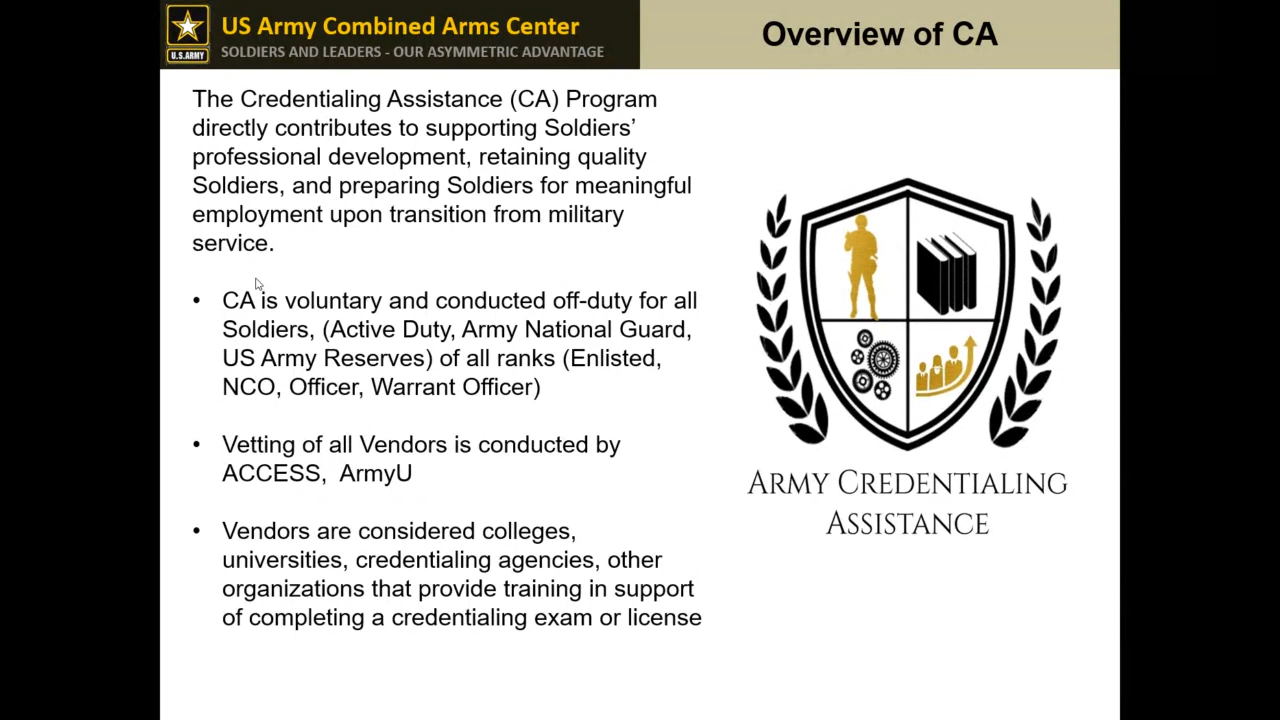 US Army Combined Arms Center
SOLDIERS AND LEADERS - OUR ASYMMETRIC ADVANTAGE
U.S.ARMY
Overview of CA
The Credentialing Assistance (CA) Program
directly contributes to supporting Soldiers’
professional development, retaining quality
Soldiers, and preparing Soldiers for meaningful
employment upon transition from military
service.
• CA is voluntary and conducted off-duty for all
Soldiers, (Active Duty, Army National Guard,
US Army Reserves) of all ranks (Enlisted,
NCO, Officer, Warrant Officer)
• Vetting of all Vendors is conducted by
ACCESS,  ArmyU
• Vendors are considered colleges,
universities, credentialing agencies, other
organizations that provide training in support
of completing a credentialing exam or license
ARMY CREDENTIALING
ASSISTANCE